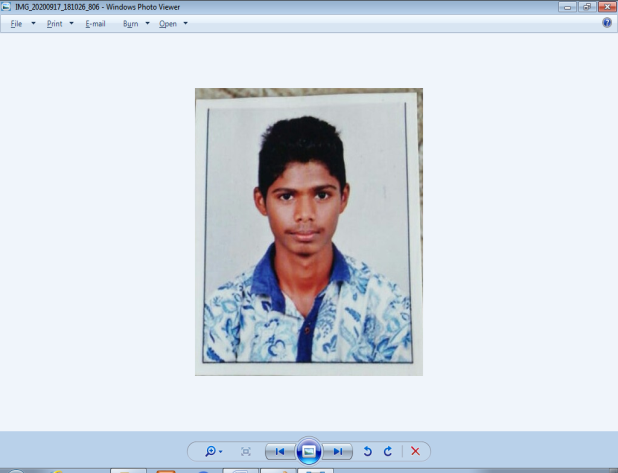 IMG_20200917_181026_806 - Windows Photo Viewer
File Print E-mail Burn Open